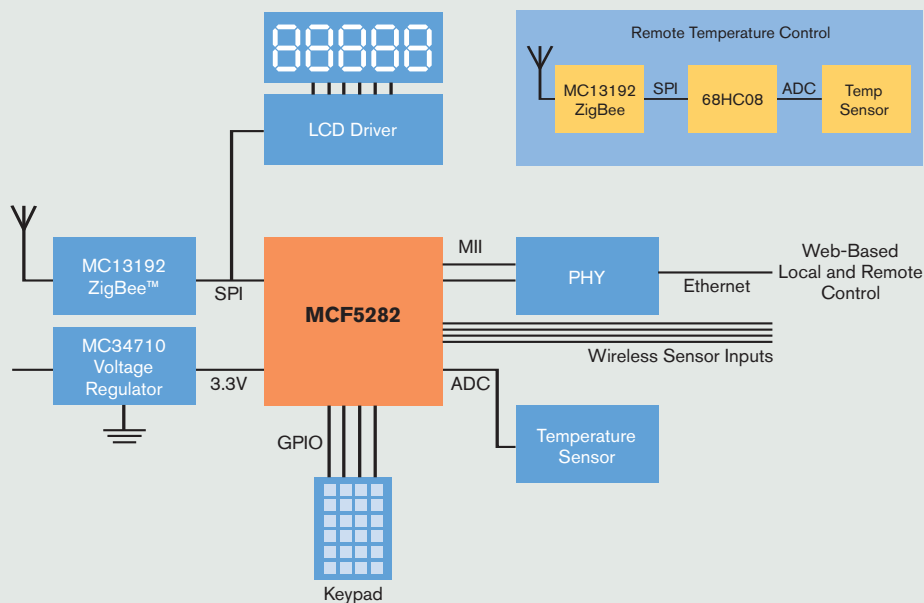 88888
LCD Driver
Remote Temperature Control
MC13192
ZigBee
SPI
68HC08
ADC
Temp
Sensor
MC13192
ZigBee™
SPI
MCF5282
MII
PHY
Ethernet
Web-Based
Local and Remote
Control
MC34710
Voltage
Regulator
3.3V
Wireless Sensor Inputs
ADC
GPIO
Temperature
Sensor
Keypad